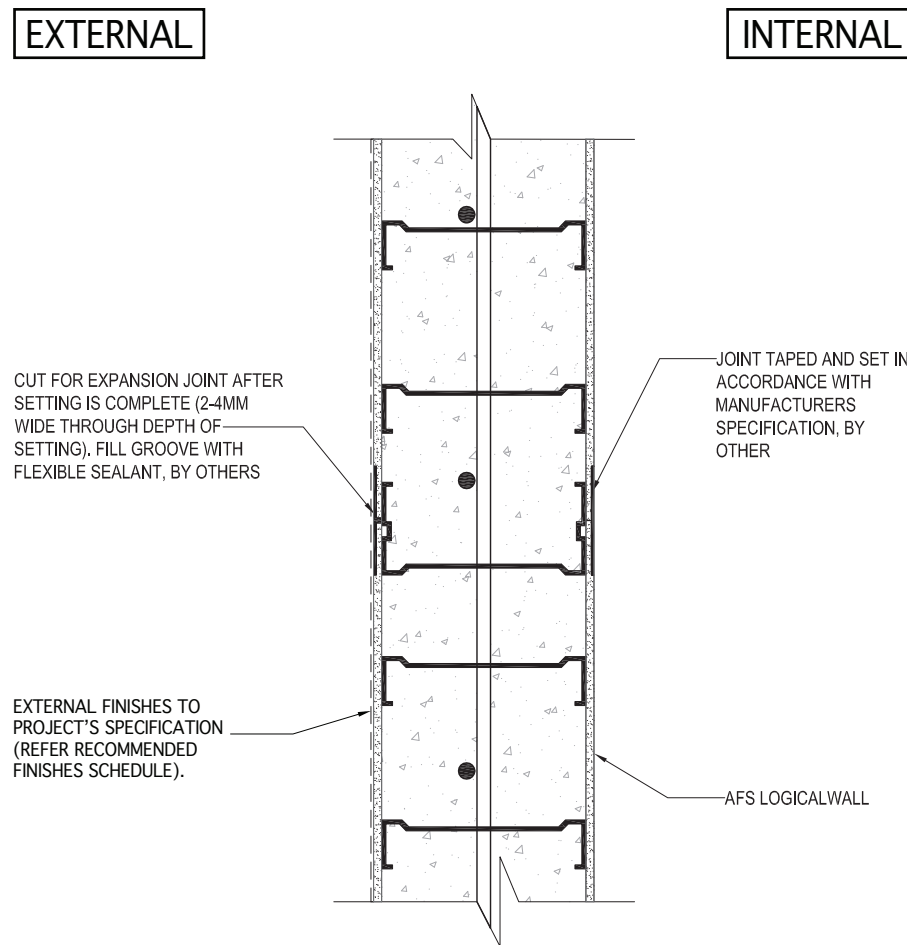 EXTERNAL
INTERNAL
CUT FOR EXPANSION JOINT AFTER
SETTING IS COMPLETE (2-4MM
WIDE THROUGH DEPTH OF
SETTING). FILL GROOVE WITH
FLEXIBLE SEALANT, BY OTHERS
JOINT TAPED AND SET IN
ACCORDANCE WITH
MANUFACTURERS
SPECIFICATION, BY
OTHER
EXTERNAL FINISHES TO
PROJECT'S SPECIFICATION
(REFER RECOMMENDED
FINISHES SCHEDULE).
AFS LOGICALWALL